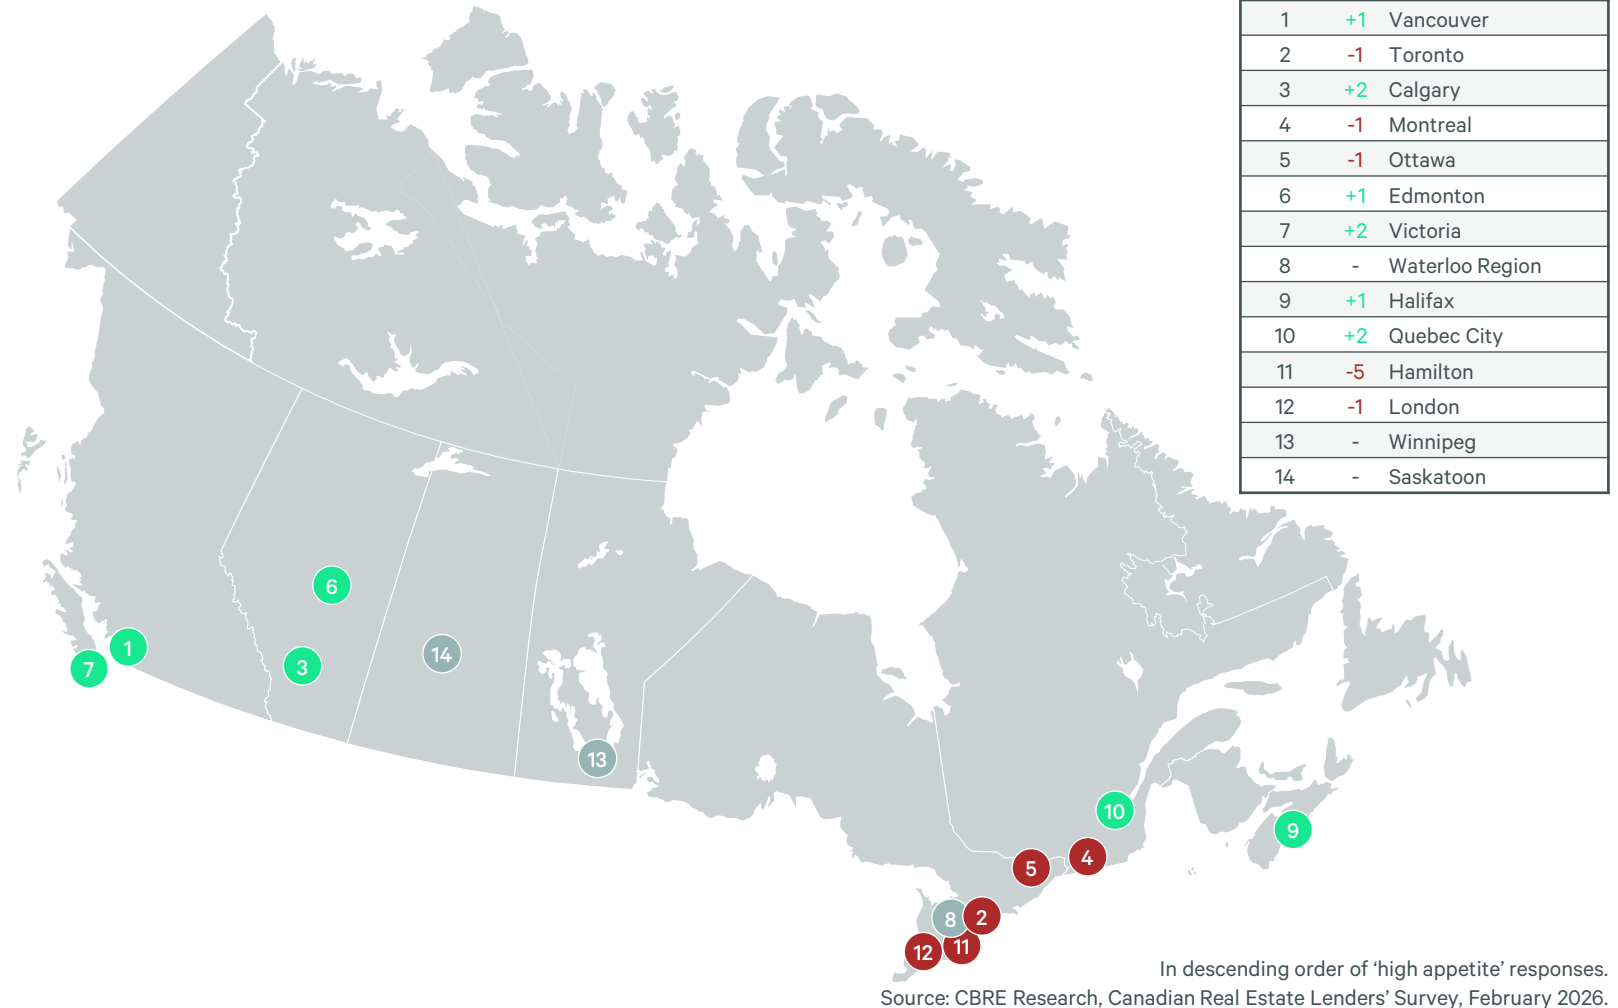 1 +1 Vancouver
2 -1 Toronto
3 +2 Calgary
4 -1 Montreal
5 -1 Ottawa
6 +1 Edmonton
7 +2 Victoria
8 - Waterloo Region
9 +1 Halifax
10 +2 Quebec City
11 -5 Hamilton
12 -1 London
13 - Winnipeg
14 - Saskatoon
6
1
7
3
14
13
10
9
5
4
8
2
12
11
In descending order of ‘high appetite’ responses.
Source: CBRE Research, Canadian Real Estate Lenders’ Survey, February 2026.